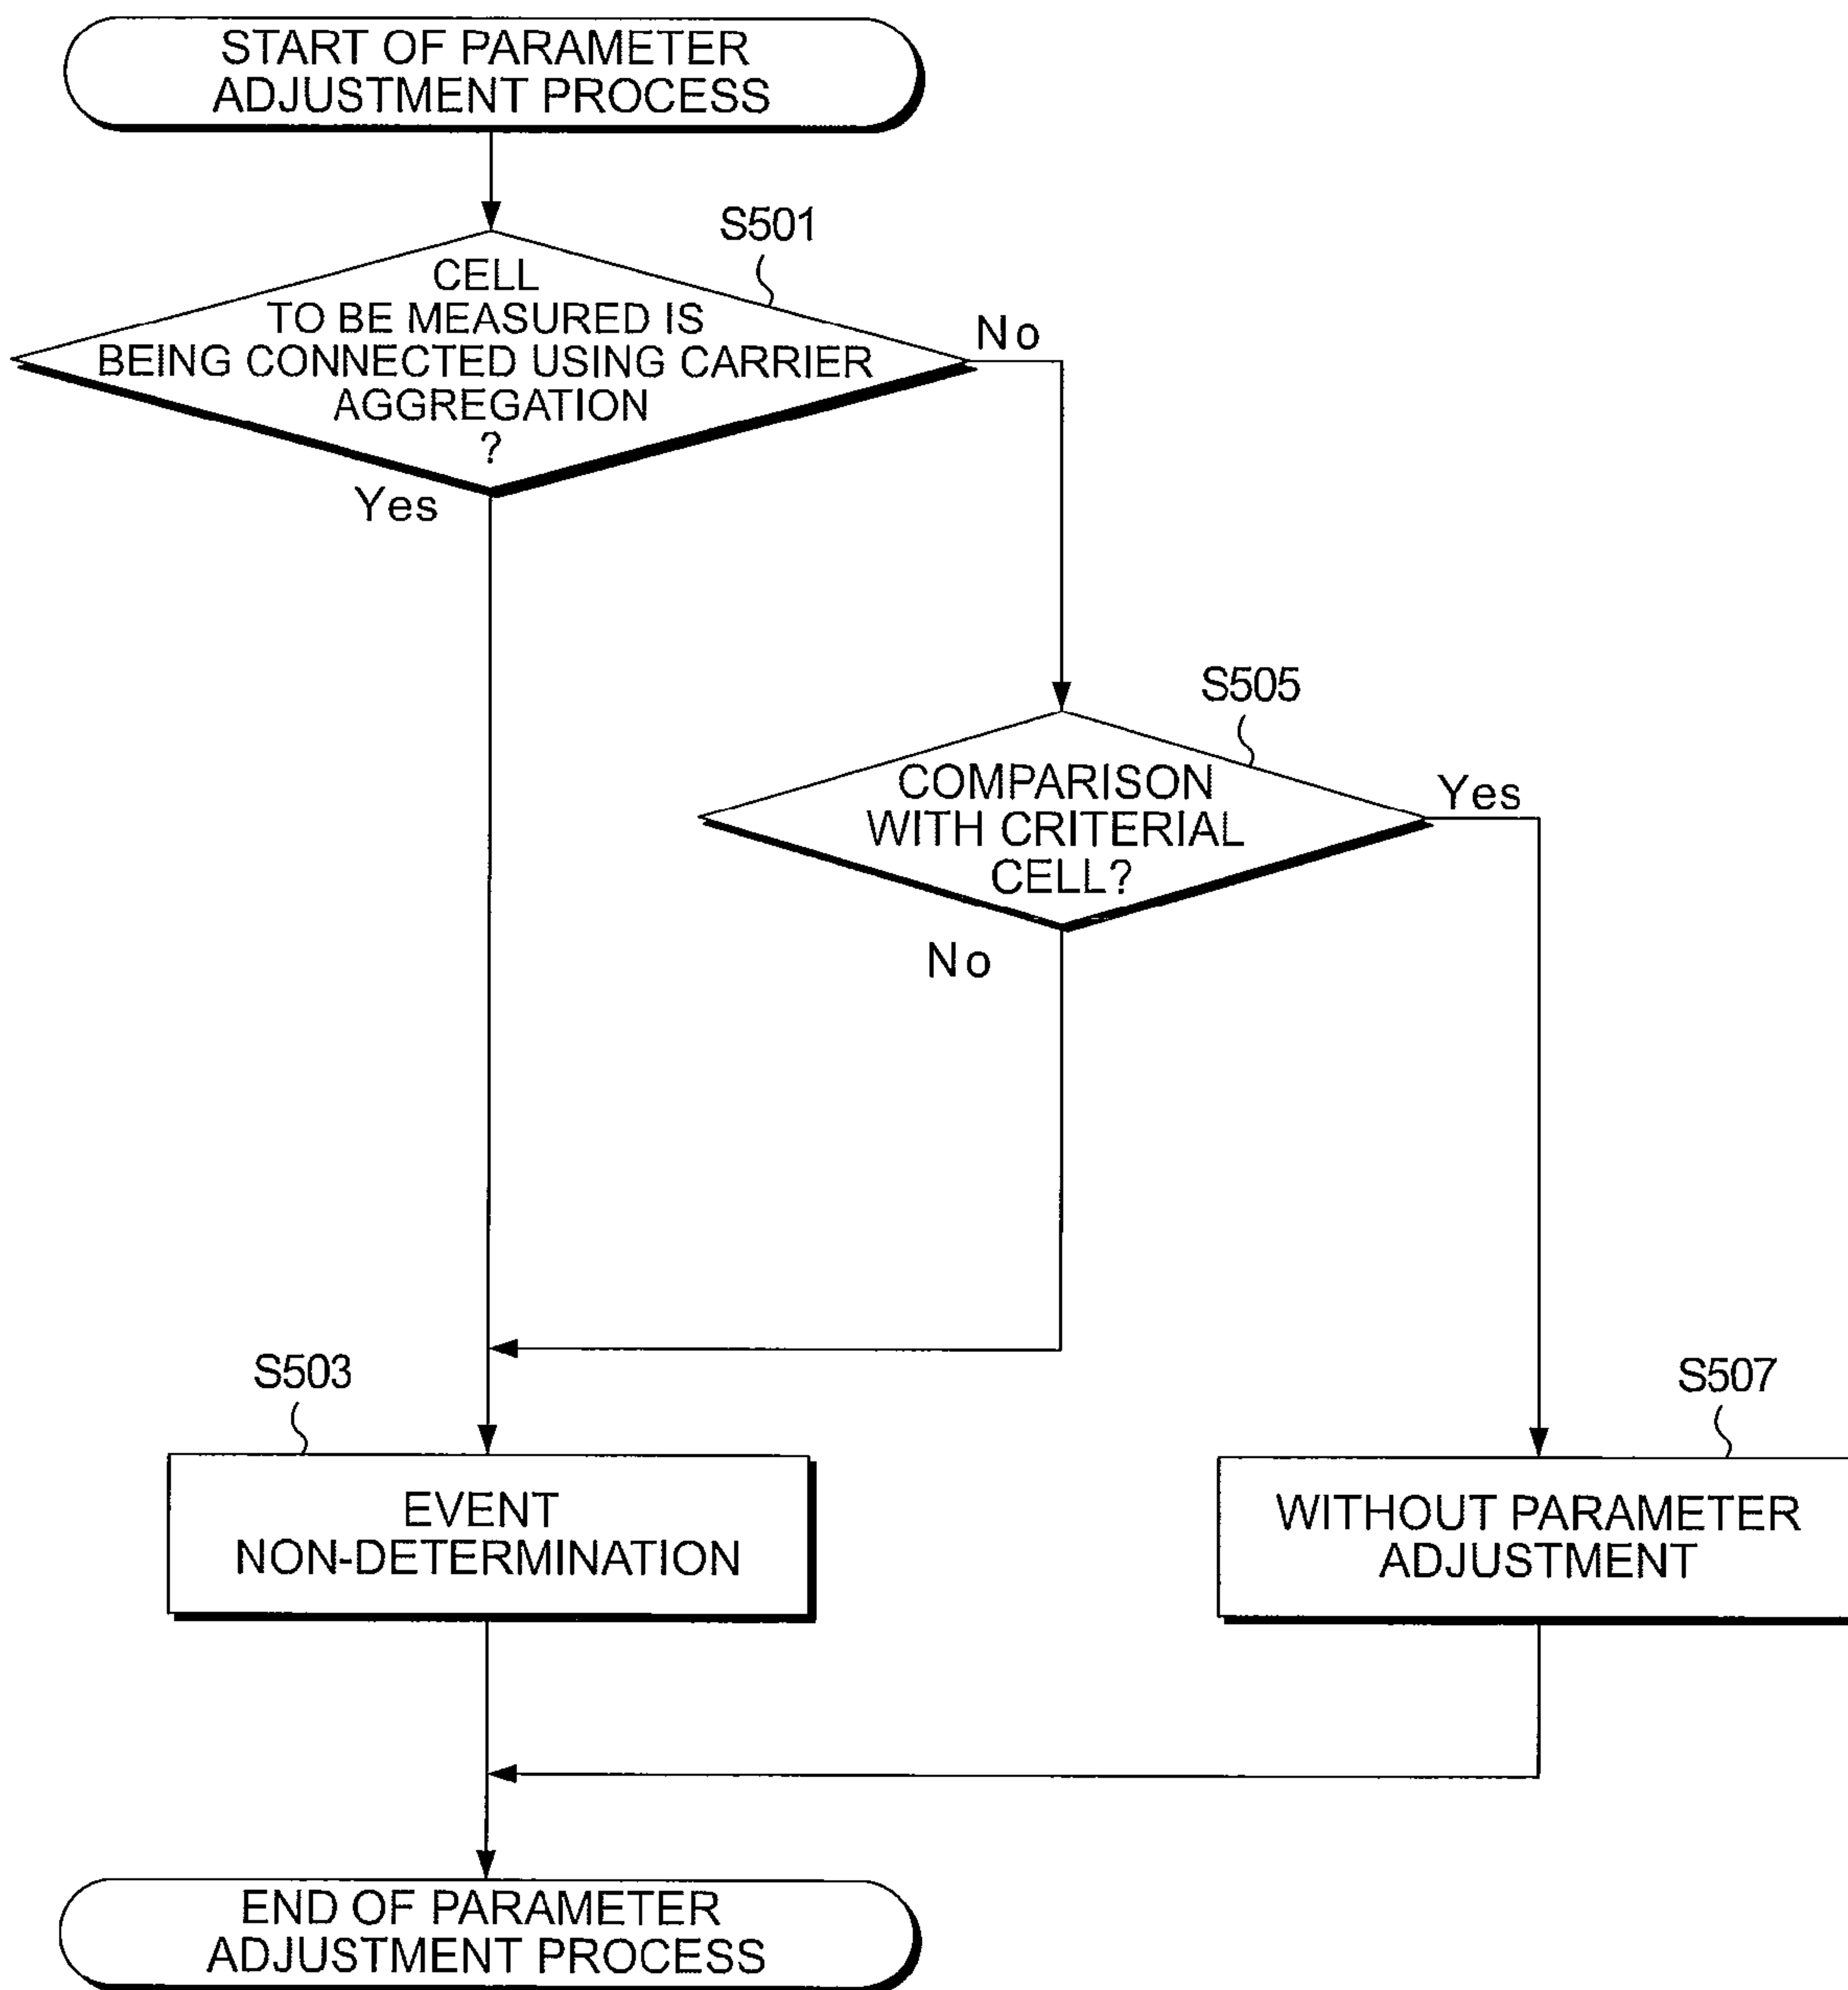 START OF PARAMETER
ADJUSTMENT PROCESS
S501
CELL
TO BE MEASURED IS
BEING CONNECTED USING CARRIER
AGGREGATION
?
No
Yes
S505
COMPARISON
WITH CRITERIAL
CELL?
Yes
No
S503
EVENT
NON-DETERMINATION
S507
WITHOUT PARAMETER
ADJUSTMENT
END OF PARAMETER
ADJUSTMENT PROCESS